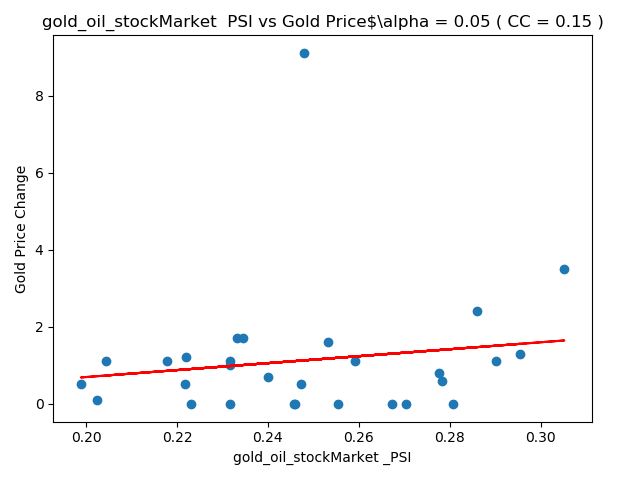 gold_oil_stockMarket  PSI vs Gold Price$\alpha = 0.05 ( CC = 0.15 )
8
6
4
2
0
Gold Price Change
0.20 0.22 0.24 0.26 0.28 0.30
gold_oil_stockMarket _PSI